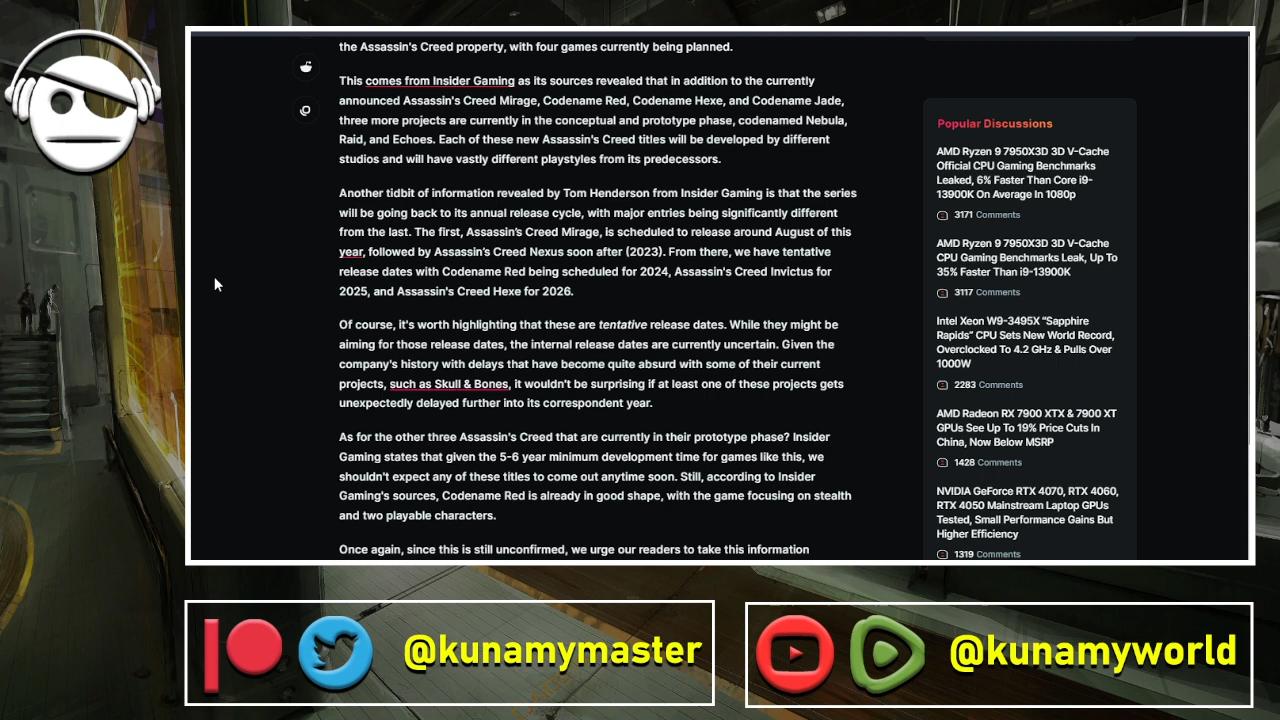 the Assassin's Creed property, with four games currently being planned.
This comes from Insider Gaming as its sources revealed that in addition to the currently
announced Assassin's Creed Mirage, Codename Red, Codename Hexe, and Codename Jade,
three more projects are currently in the conceptual and prototype phase, codenamed Nebula,
Raid, and Echoes. Each of these new Assassin's Creed titles will be developed by different
studios and will have vastly different playstyles from its predecessors.
Another tidbit of information revealed by Tom Henderson from Insider Gaming is that the series
will be going back to its annual release cycle, with major entries being significantly different
from the last. The first, Assassin's Creed Mirage, is scheduled to release around August of this
year, followed by Assassin's Creed Nexus soon after (2023). From there, we have tentative
release dates with Codename Red being scheduled for 2024, Assassin's Creed Invictus for
2025, and Assassin's Creed Hexe for 2026.
Of course, it's worth highlighting that these are tentative release dates. While they might be
aiming for those release dates, the internal release dates are currently uncertain. Given the
company's history with delays that have become quite absurd with some of their current
projects, such as Skull & Bones, it wouldn't be surprising if at least one of these projects gets
unexpectedly delayed further into its correspondent year.
As for the other three Assassin's Creed that are currently in their prototype phase? Insider
Gaming states that given the 5-6 year minimum development time for games like this, we
shouldn't expect any of these titles to come out anytime soon. Still, according to Insider
Gaming's sources, Codename Red is already in good shape, with the game focusing on stealth
and two playable characters.
Once again, since this is still unconfirmed, we urge our readers to take this information
Popular Discussions
AMD Ryzen 9 7950X3D 3D V-Cache
Official CPU Gaming Benchmarks
Leaked, 6% Faster Than Core i9-
13900K On Average In 1080p
3171 Comments
AMD Ryzen 9 7950X3D 3D V-Cache
CPU Gaming Benchmarks Leak, Up To
35% Faster Than i9-13900K
3117 Comments
Intel Xeon W9-3495X “Sapphire
Rapids” CPU Sets New World Record,
Overclocked To 4.2 GHz & Pulls Over
1000W
2283 Comments
AMD Radeon RX 7900 XTX & 7900 XT
GPUs See Up To 19% Price Cuts In
China, Now Below MSRP
1428 Comments
NVIDIA GeForce RTX 4070, RTX 4060,
RTX 4050 Mainstream Laptop GPUs
Tested, Small Performance Gains But
Higher Efficiency
1319 Comments
@kunamymaster
@kunamyworld